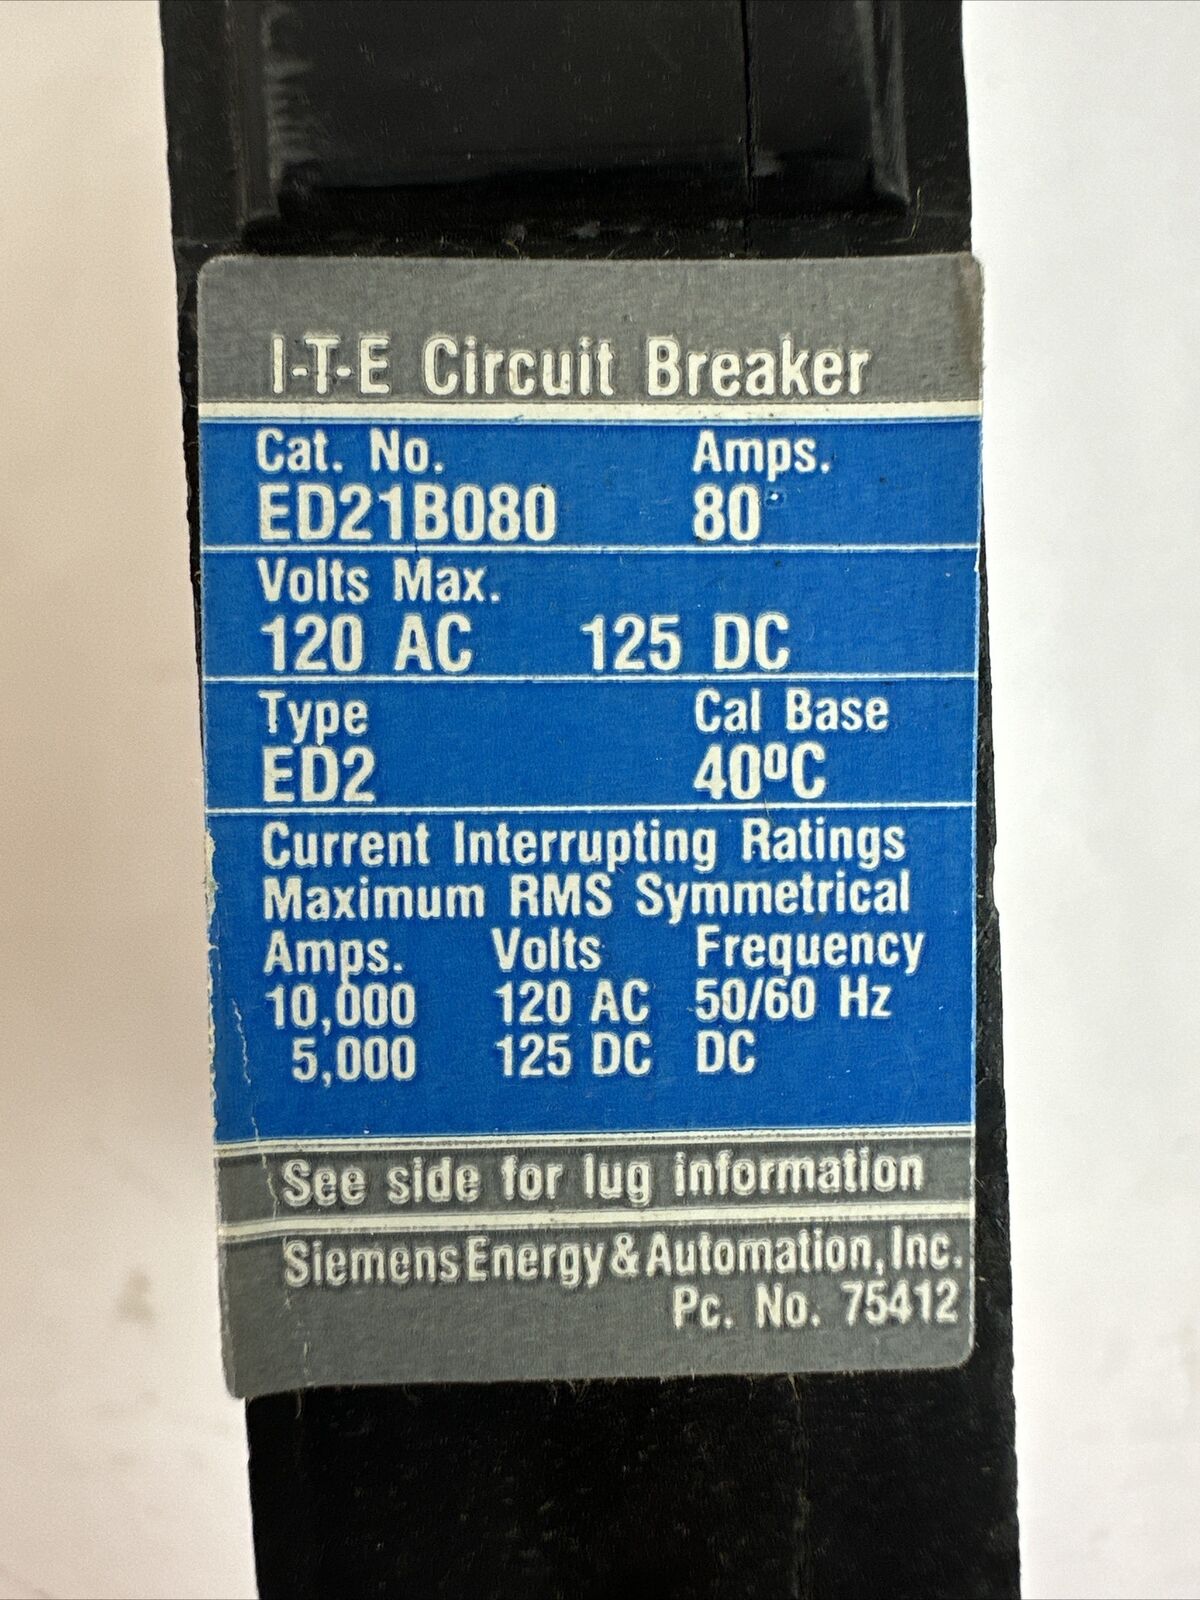 I-T-E Circuit Breaker
Cat. No. Amps.
ED21B080 80
Volts Max.
120 AC 125 DC
Type Cal Base
ED2 40ºC
Current Interrupting Ratings
Maximum RMS Symmetrical
Amps. Volts Frequency
10,000 120 AC 50/60 Hz
5,000 125 DC DC
See side for lug information
Siemens Energy & Automation, Inc.
Pc. No. 75412